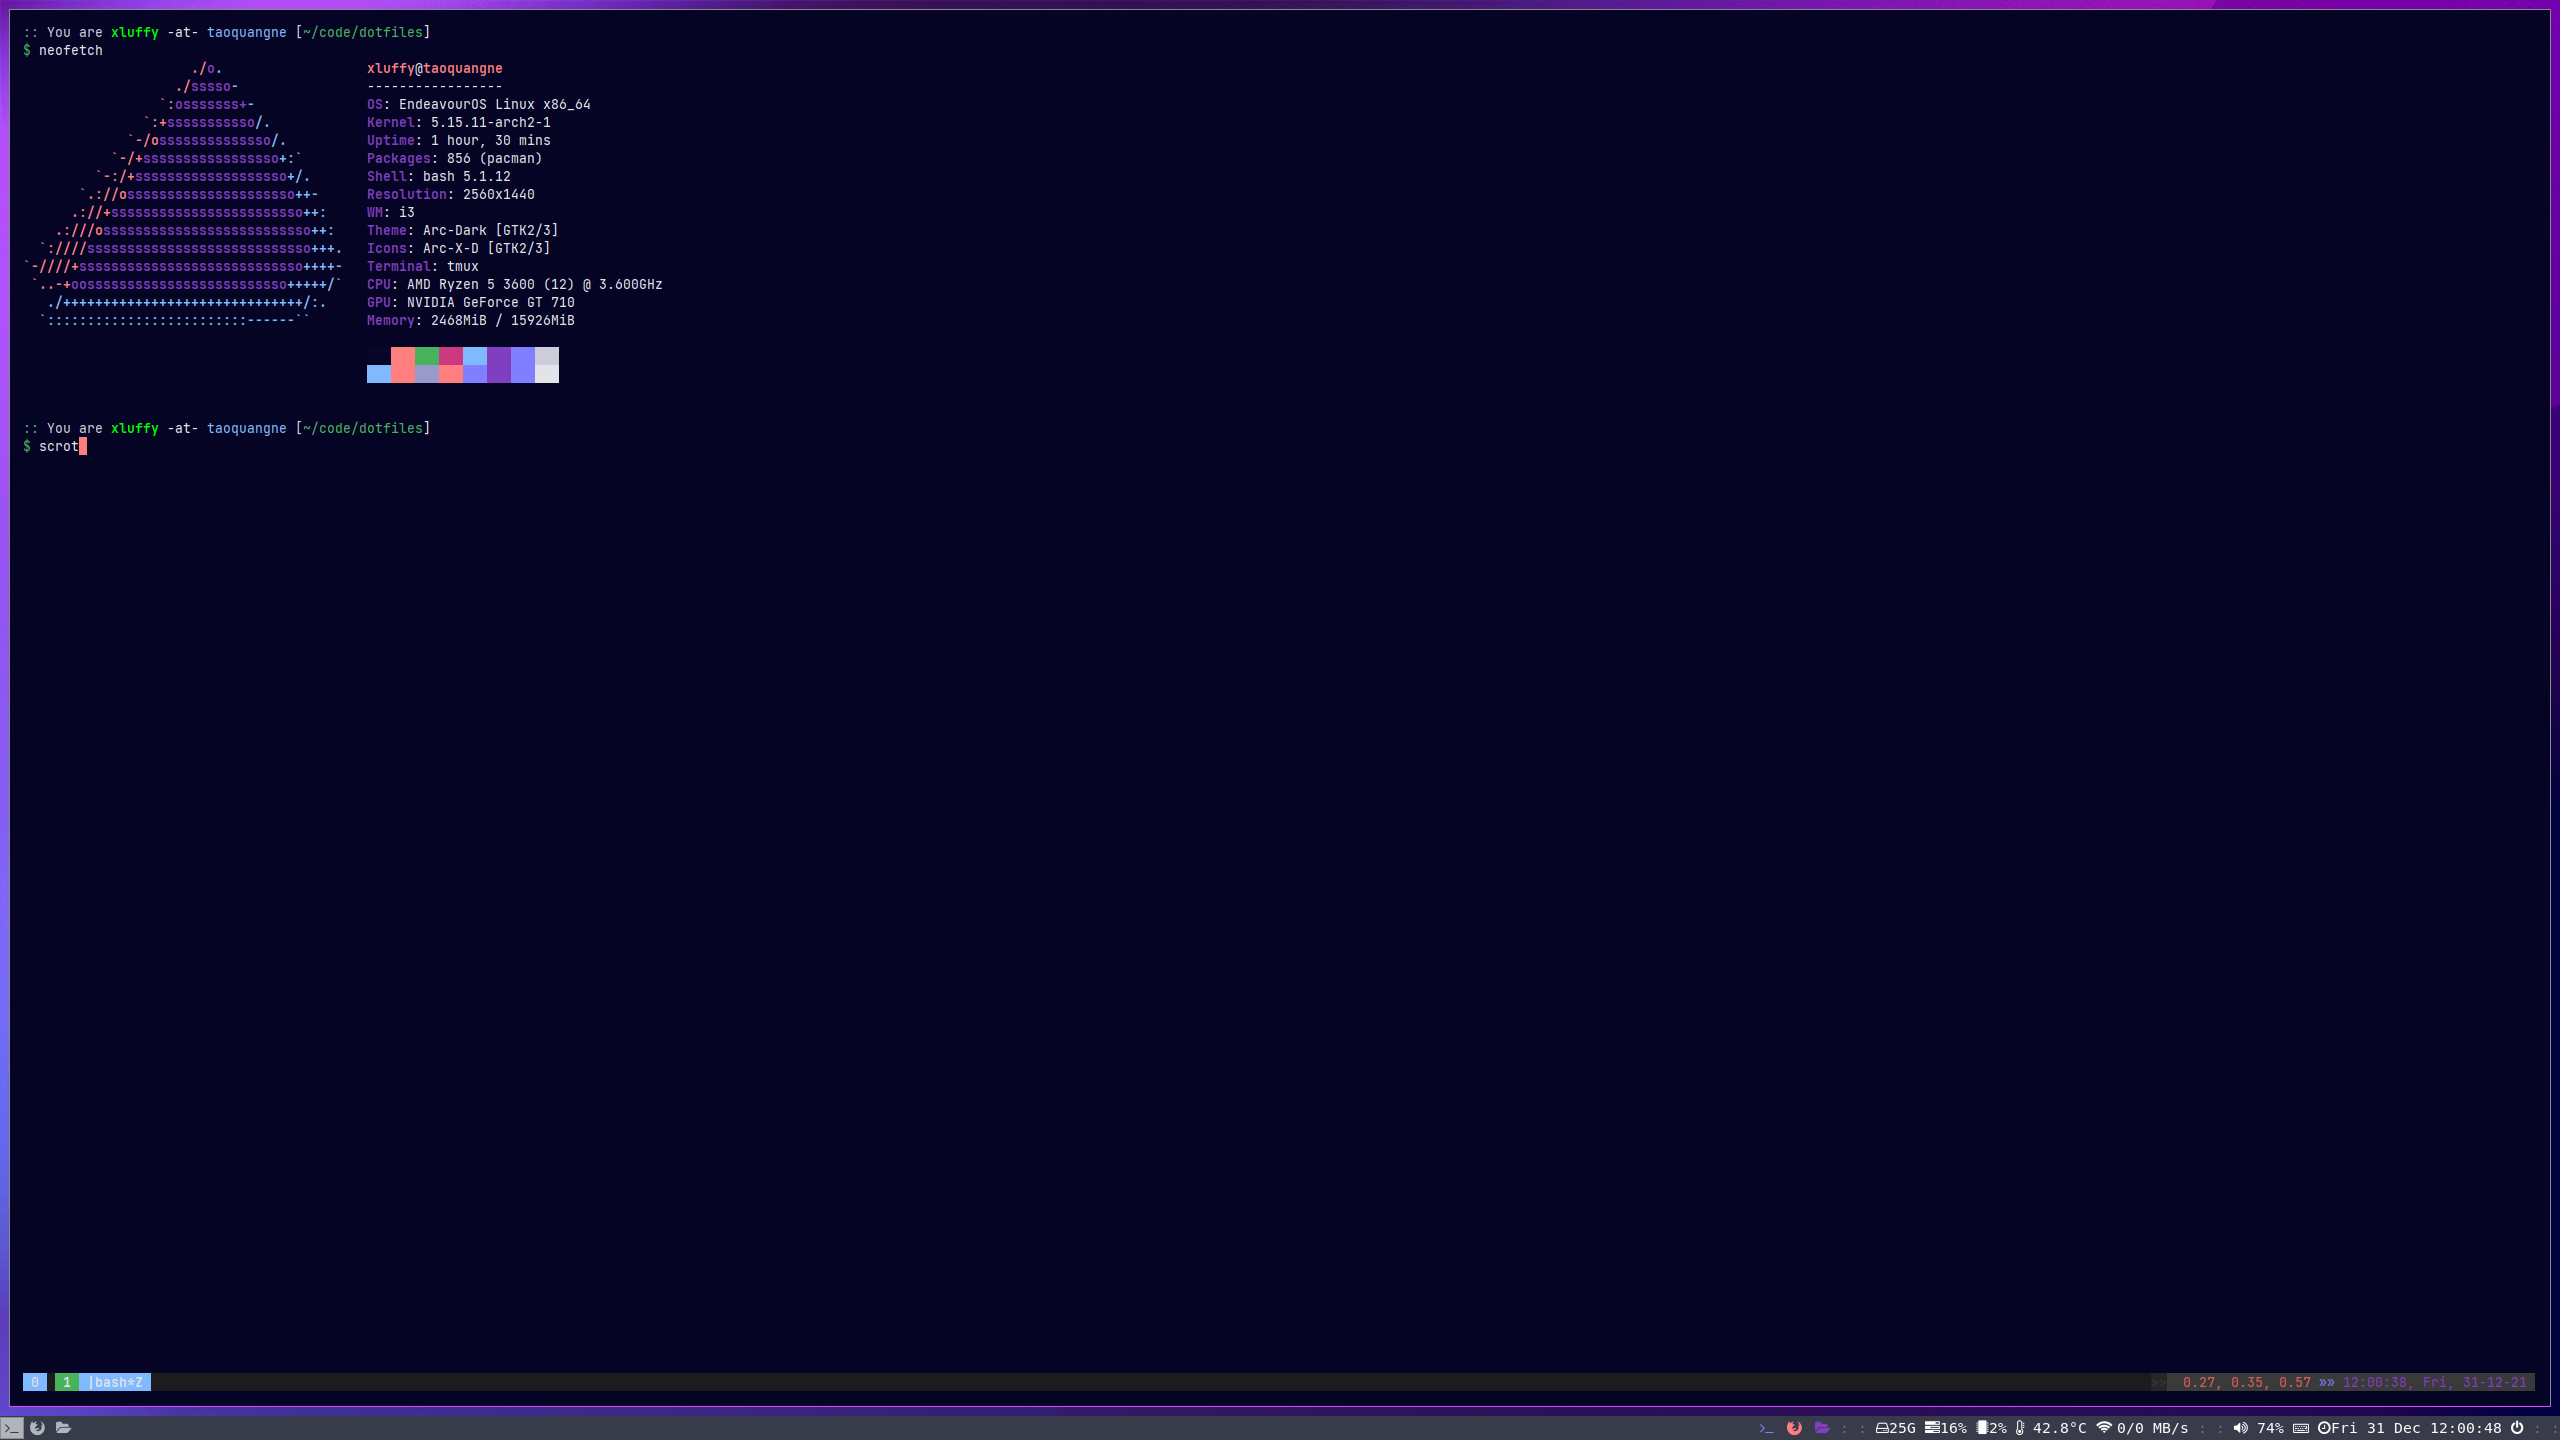 :: You are xluffy -at- taoquangne [~/code/dotfiles]
$ neofetch
./o.
./sssso-
`:osssssss+-
`:+sssssssssso/.
`-/ossssssssssssso/.
`-/+sssssssssssssssso+:`
`-:/+sssssssssssssssssso+/.
`.://osssssssssssssssssssso++-
.://+ssssssssssssssssssssssso++:
.:///ossssssssssssssssssssssssso++:
`:////ssssssssssssssssssssssssssso+++.
`-////+ssssssssssssssssssssssssssso++++-
`..-+oosssssssssssssssssssssssso+++++/`
./++++++++++++++++++++++++++++++/:.
`:::::::::::::::::::::::::------``
xluffy@taoquangne
-----------------
OS: EndeavourOS Linux x86_64
Kernel: 5.15.11-arch2-1
Uptime: 1 hour, 30 mins
Packages: 856 (pacman)
Shell: bash 5.1.12
Resolution: 2560x1440
WM: i3
Theme: Arc-Dark [GTK2/3]
Icons: Arc-X-D [GTK2/3]
Terminal: tmux
CPU: AMD Ryzen 5 3600 (12) @ 3.600GHz
GPU: NVIDIA GeForce GT 710
Memory: 2468MiB / 15926MiB
:: You are xluffy -at- taoquangne [~/code/dotfiles]
$ scrot
0 1 |bash*Z »» 0.27, 0.35, 0.57 »» 12:00:38, Fri, 31-12-21
: : 25G 16% 2% 42.8°C 0/0 MB/s : : 74% Fri 31 Dec 12:00:48 : :